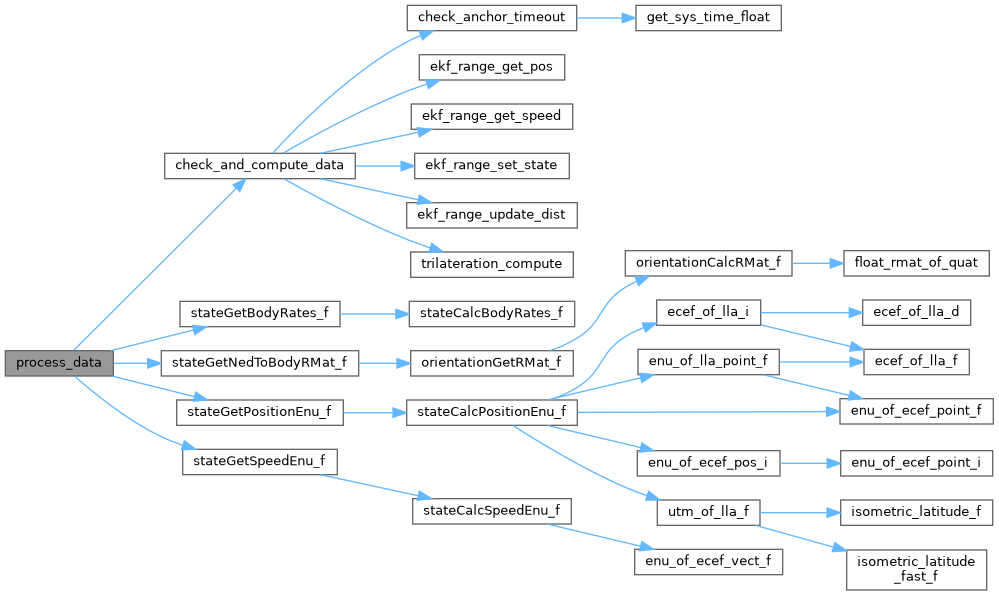 check_anchor_timeout
get_sys_time_float
ekf_range_get_pos
ekf_range_get_speed
check_and_compute_data
ekf_range_set_state
ekf_range_update_dist
trilateration_compute
orientationCalcRMat_f
float_rmat_of_quat
stateGetBodyRates_f
stateCalcBodyRates_f
ecef_of_lla_i
ecef_of_lla_d
process_data
stateGetNedToBodyRMat_f
orientationGetRMat_f
enu_of_lla_point_f
ecef_of_lla_f
stateGetPositionEnu_f
stateCalcPositionEnu_f
enu_of_ecef_point_f
stateGetSpeedEnu_f
enu_of_ecef_pos_i
enu_of_ecef_point_i
stateCalcSpeedEnu_f
utm_of_lla_f
isometric_latitude_f
enu_of_ecef_vect_f
isometric_latitude
_fast_f